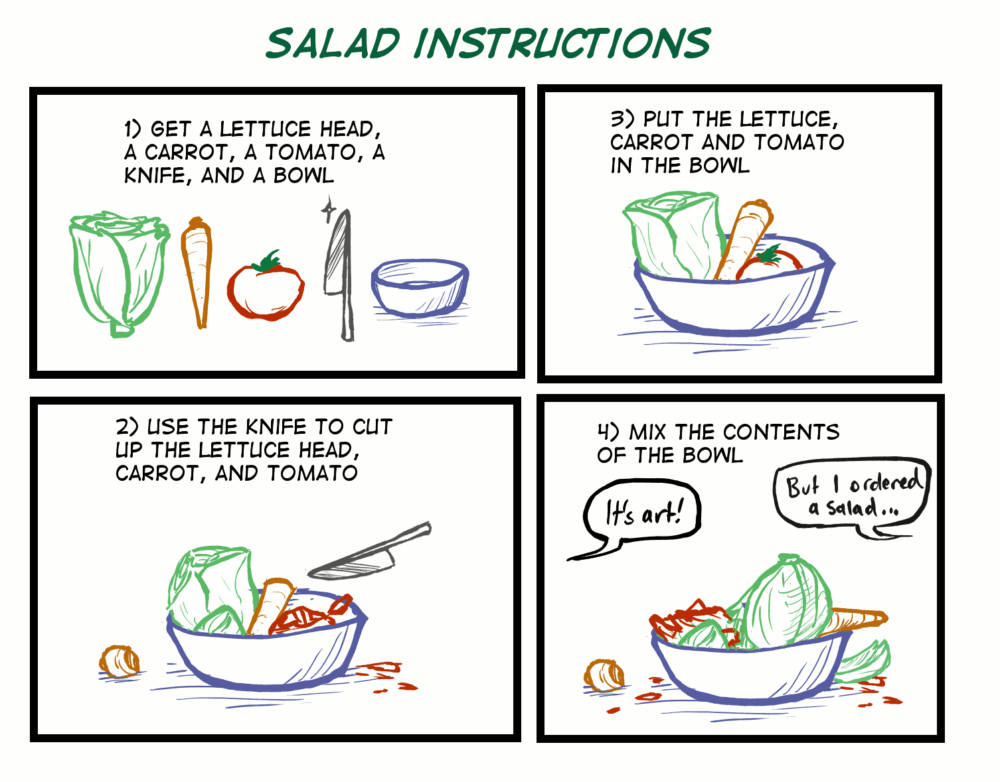 SALAD INSTRUCTIONS
1) GET A LETTUCE HEAD,
A CARROT, A TOMATO, A
KNIFE, AND A BOWL
3) PUT THE LETTUCE,
CARROT AND TOMATO
IN THE BOWL
2) USE THE KNIFE TO CUT
UP THE LETTUCE HEAD,
CARROT, AND TOMATO
4) MIX THE CONTENTS
OF THE BOWL
It's art!
But I ordered
a salad...